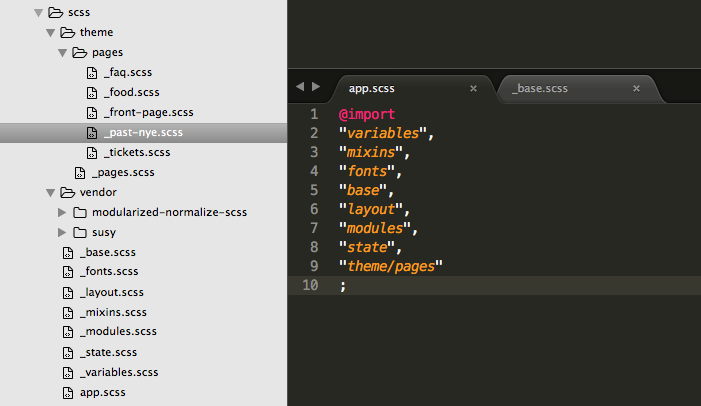 scss
theme
pages
_faq.scss
_food.scss
_front-page.scss
_past-nye.scss
_tickets.scss
_pages.scss
vendor
modularized-normalize-scss
susy
_base.scss
_fonts.scss
_layout.scss
_mixins.scss
_modules.scss
_state.scss
_variables.scss
app.scss
app.scss × _base.scss ×
1 @import
2 "variables",
3 "mixins",
4 "fonts",
5 "base",
6 "layout",
7 "modules",
8 "state",
9 "theme/pages"
10 ;